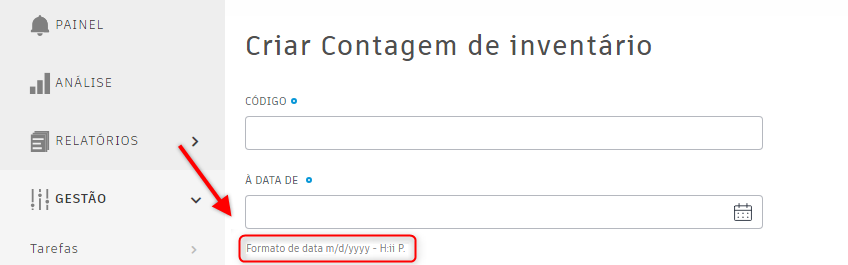 PAINEL
ANÁLISE
RELATÓRIOS
GESTÃO
Tarefas
Criar Contagem de inventário
CÓDIGO
À DATA DE
Formato de data m/d/yyyy - H:ii P.